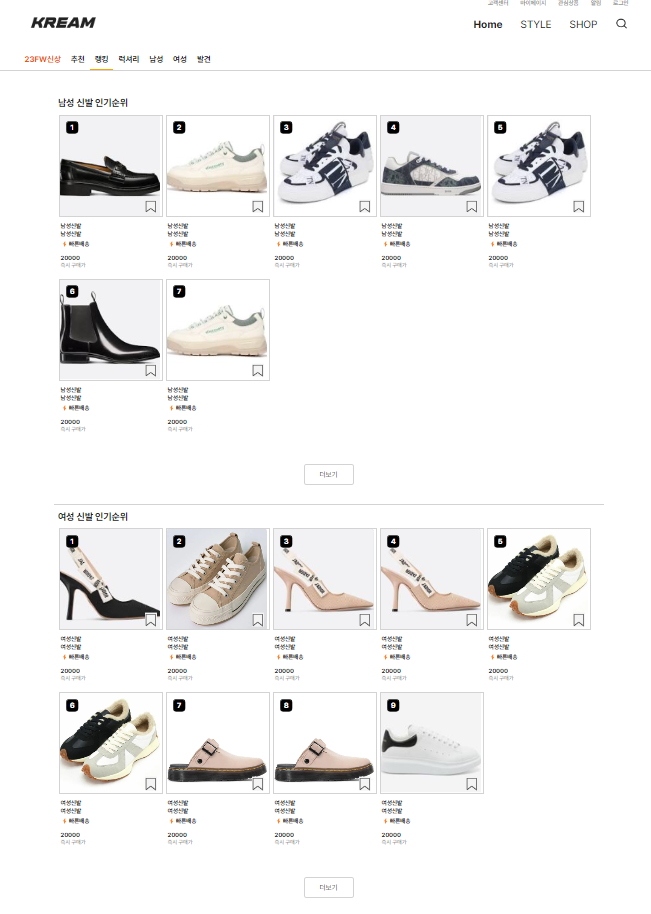 고객센터 마이페이지 관심상품 알림 로그인
KREAM
Home STYLE SHOP
23FW신상 추천 랭킹 럭셔리 남성 여성 발견
남성 신발 인기순위
1 2 3 4 5
남성신발 남성신발 남성신발 남성신발 남성신발
남성신발 남성신발 남성신발 남성신발 남성신발
빠른배송 빠른배송 빠른배송 빠른배송 빠른배송
20000 20000 20000 20000 20000
즉시 구매가 즉시 구매가 즉시 구매가 즉시 구매가 즉시 구매가
6 7
남성신발 남성신발
남성신발 남성신발
빠른배송 빠른배송
20000 20000
즉시 구매가 즉시 구매가
더보기
여성 신발 인기순위
1 2 3 4 5
여성신발 여성신발 여성신발 여성신발 여성신발
여성신발 여성신발 여성신발 여성신발 여성신발
빠른배송 빠른배송 빠른배송 빠른배송 빠른배송
20000 20000 20000 20000 20000
즉시 구매가 즉시 구매가 즉시 구매가 즉시 구매가 즉시 구매가
6 7 8 9
여성신발 여성신발 여성신발 여성신발
여성신발 여성신발 여성신발 여성신발
빠른배송 빠른배송 빠른배송 빠른배송
20000 20000 20000 20000
즉시 구매가 즉시 구매가 즉시 구매가 즉시 구매가
더보기